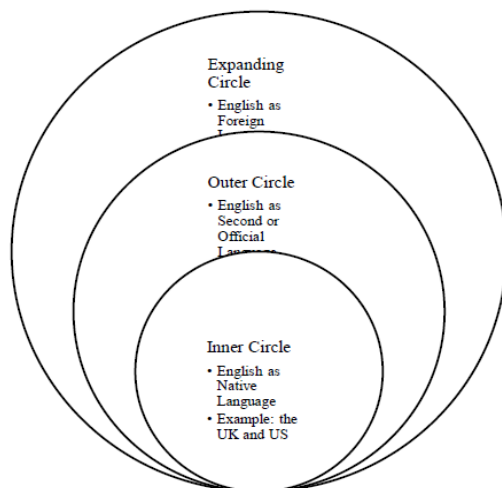 Expanding
Circle
• English as
Foreign
Outer Circle
• English as
Second or
Official
Language
Inner Circle
• English as
Native
Language
• Example: the
UK and US